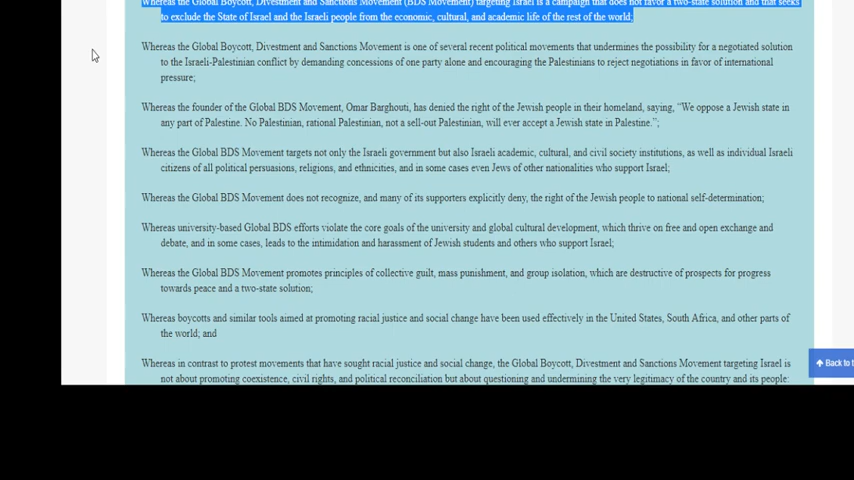 Whereas the Global Boycott, Divestment and Sanctions Movement (BDS Movement) targeting Israel is a campaign that does not favor a two-state solution and that seeks
to exclude the State of Israel and the Israeli people from the economic, cultural, and academic life of the rest of the world;
Whereas the Global Boycott, Divestment and Sanctions Movement is one of several recent political movements that undermines the possibility for a negotiated solution
to the Israeli-Palestinian conflict by demanding concessions of one party alone and encouraging the Palestinians to reject negotiations in favor of international
pressure;
Whereas the founder of the Global BDS Movement, Omar Barghouti, has denied the right of the Jewish people in their homeland, saying, “We oppose a Jewish state in
any part of Palestine. No Palestinian, rational Palestinian, not a sell-out Palestinian, will ever accept a Jewish state in Palestine.”;
Whereas the Global BDS Movement targets not only the Israeli government but also Israeli academic, cultural, and civil society institutions, as well as individual Israeli
citizens of all political persuasions, religions, and ethnicities, and in some cases even Jews of other nationalities who support Israel;
Whereas the Global BDS Movement does not recognize, and many of its supporters explicitly deny, the right of the Jewish people to national self-determination;
Whereas university-based Global BDS efforts violate the core goals of the university and global cultural development, which thrive on free and open exchange and
debate, and in some cases, leads to the intimidation and harassment of Jewish students and others who support Israel;
Whereas the Global BDS Movement promotes principles of collective guilt, mass punishment, and group isolation, which are destructive of prospects for progress
towards peace and a two-state solution;
Whereas boycotts and similar tools aimed at promoting racial justice and social change have been used effectively in the United States, South Africa, and other parts of
the world; and
Whereas in contrast to protest movements that have sought racial justice and social change, the Global Boycott, Divestment and Sanctions Movement targeting Israel is
not about promoting coexistence, civil rights, and political reconciliation but about questioning and undermining the very legitimacy of the country and its people:
Back to t